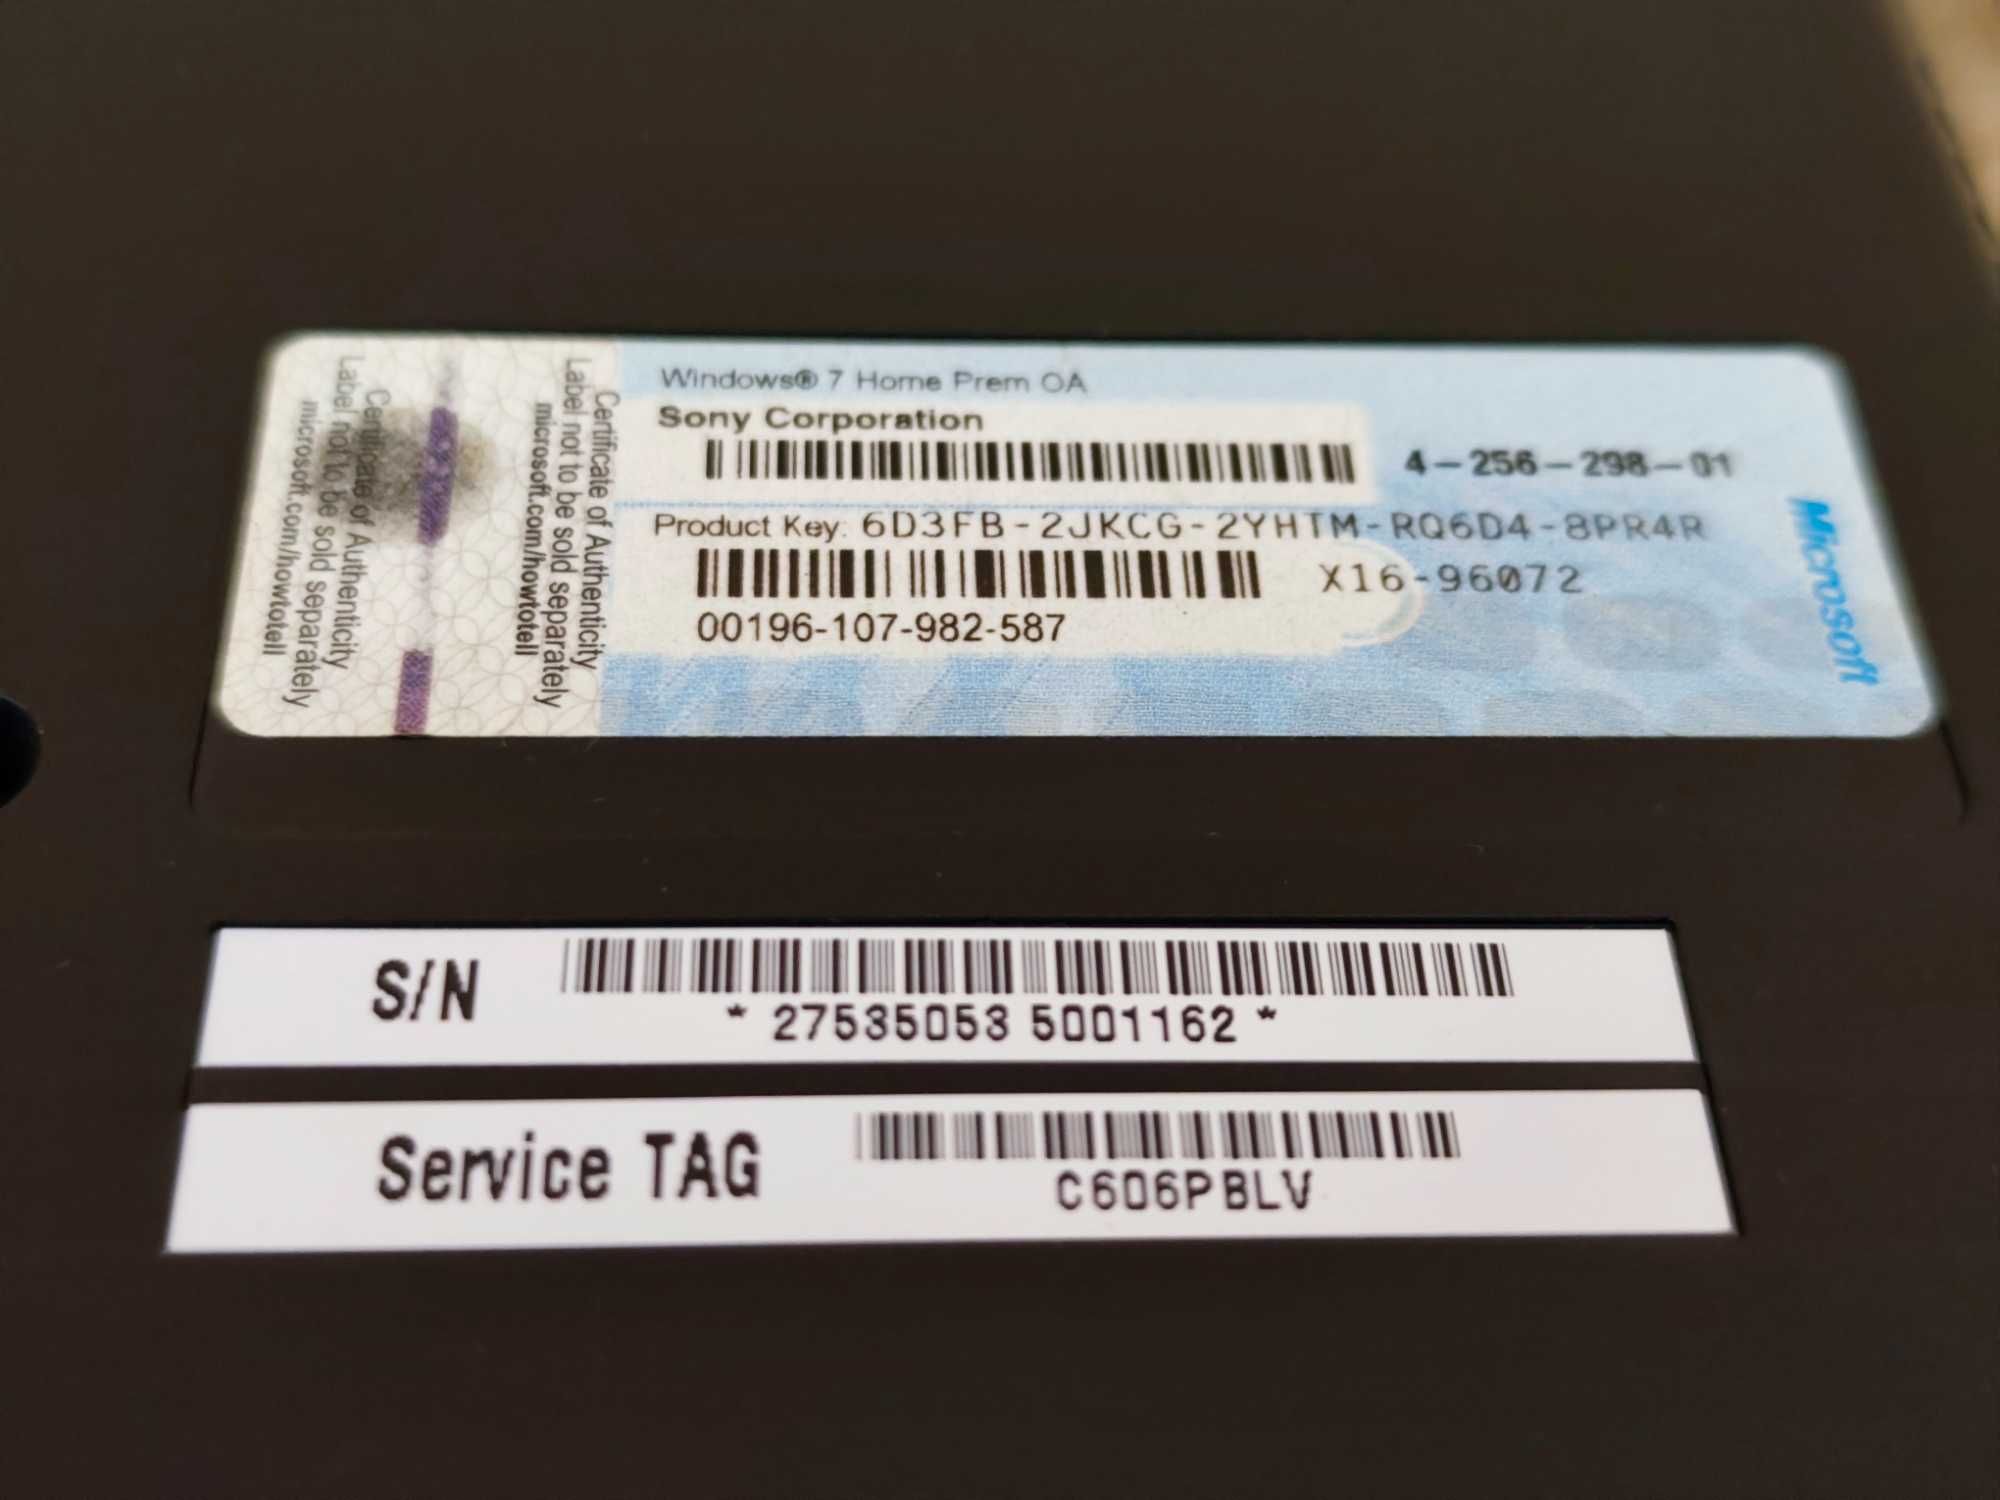 Certificate of Authenticity
Label not to be sold separately
microsoft.com/howtotell
Certificate of Authenticity
Label not to be sold separately
microsoft.com/howtotell
Windows® 7 Home Prem OA
Sony Corporation
4-256-298-01
Product Key: 6D3FB-2JKCG-2YHTM-RQ6D4-8PR4R
X16-96072
00196-107-982-587
Microsoft
S/N
* 27535053 5001162 *
Service TAG
C606PBLV